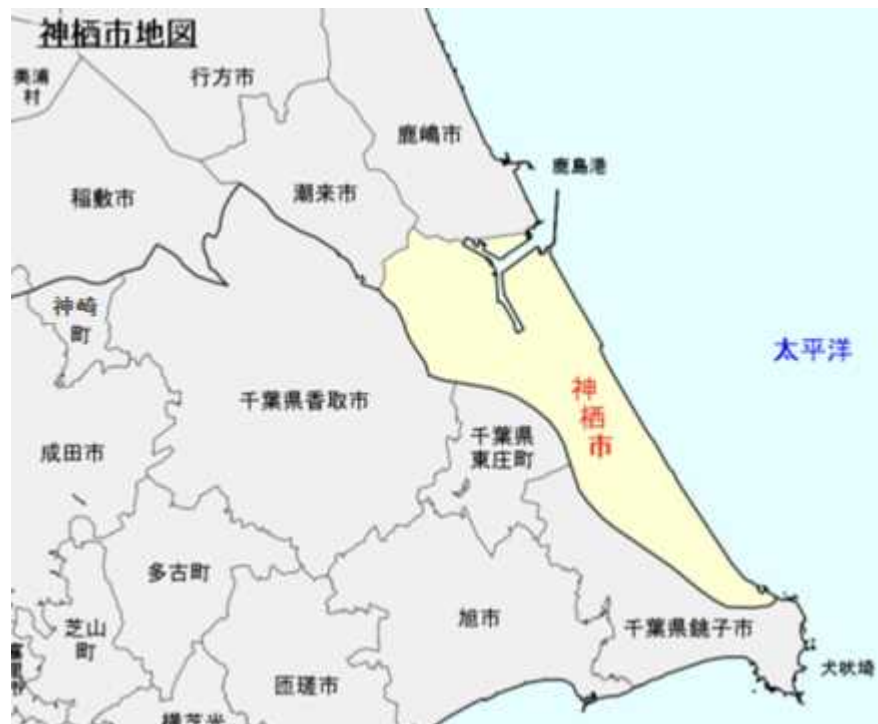 神栖市地図
行方市
美浦
村
鹿嶋市
鹿島港
潮来市
稲敷市
神崎
町
太平洋
神
栖
市
千葉県香取市
千葉県
東庄町
成田市
多古町
旭市
千葉県銚子市
芝山
町
犬吠埼
匝瑳市